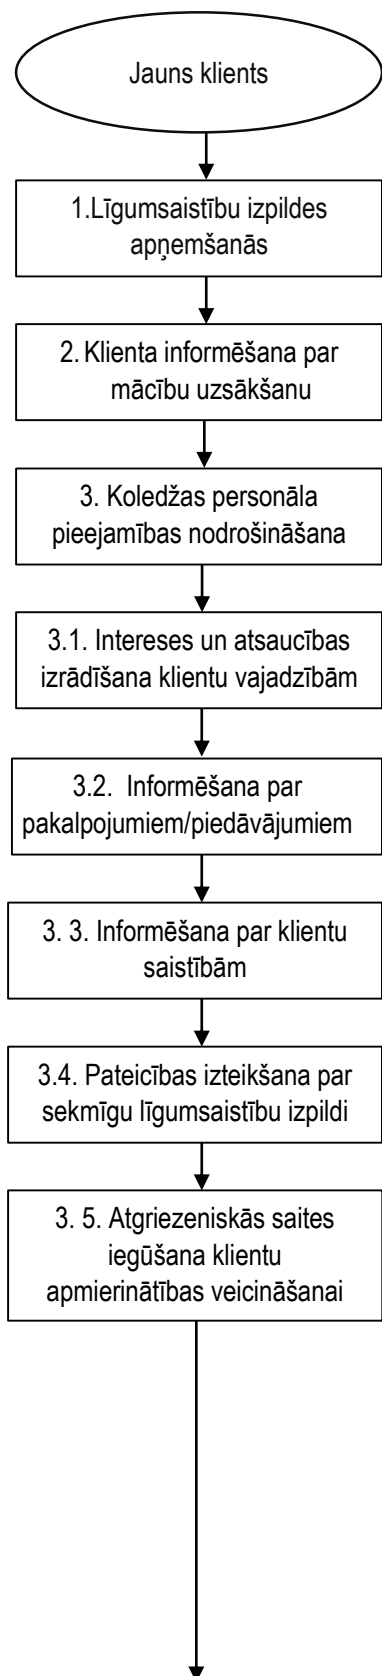 Jauns klients
1.Līgumsaistību izpildes
apņemšanās
2. Klienta informēšana par
mācību uzsākšanu
3. Koledžas personāla
pieejamības nodrošināšana
3.1. Intereses un atsaucības
izrādīšana klientu vajadzībām
3.2. Informēšana par
pakalpojumiem/piedāvājumiem
3. 3. Informēšana par klientu
saistībām
3.4. Pateicības izteikšana par
sekmīgu līgumsaistību izpildi
3. 5. Atgriezeniskās saites
iegūšana klientu
apmierinātības veicināšanai